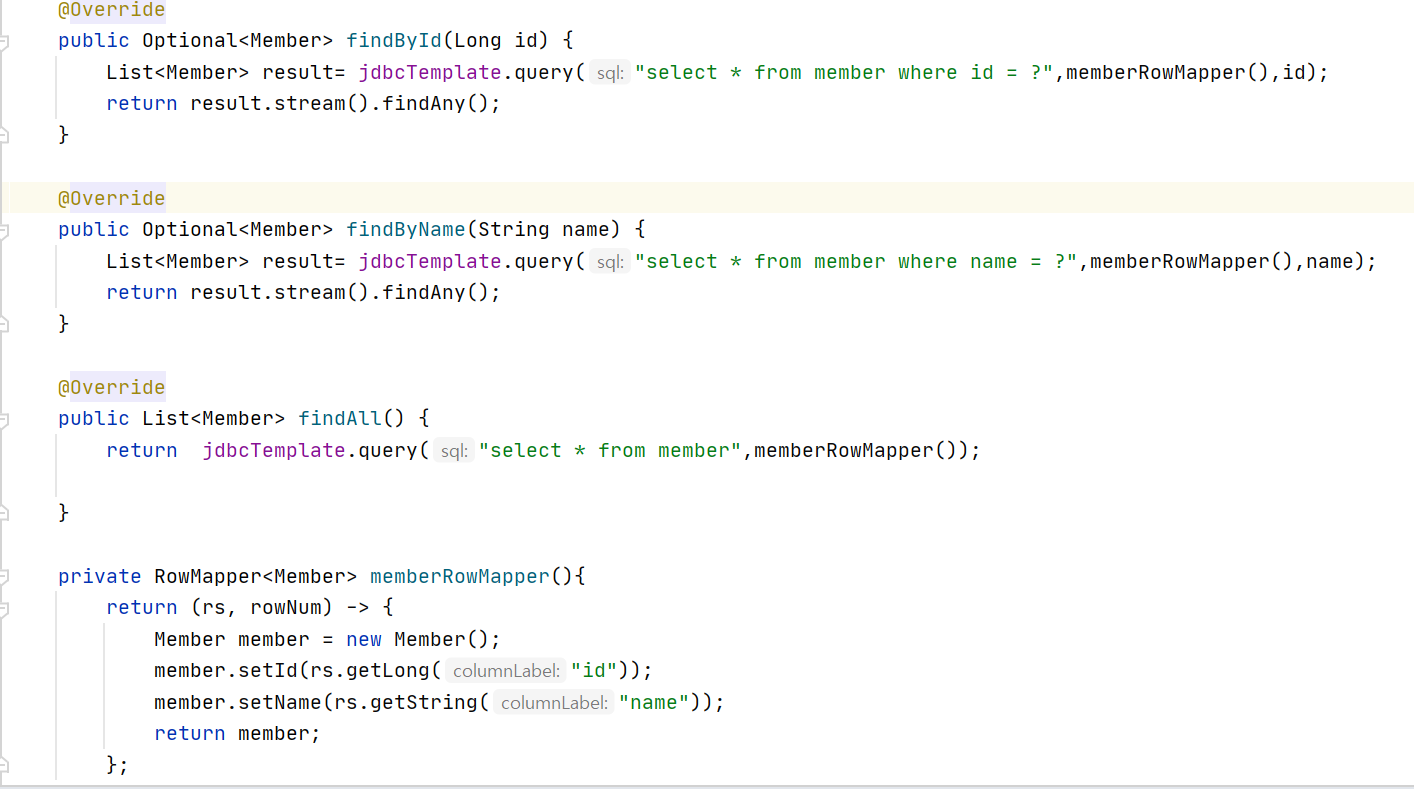 @Override
public Optional<Member> findById(Long id) {
List<Member> result= jdbcTemplate.query( sql: "select * from member where id = ?",memberRowMapper(),id);
return result.stream().findAny();
}
@Override
public Optional<Member> findByName(String name) {
List<Member> result= jdbcTemplate.query( sql: "select * from member where name = ?",memberRowMapper(),name);
return result.stream().findAny();
}
@Override
public List<Member> findAll() {
return  jdbcTemplate.query( sql: "select * from member",memberRowMapper());
}
private RowMapper<Member> memberRowMapper(){
return (rs, rowNum) -> {
Member member = new Member();
member.setId(rs.getLong( columnLabel: "id"));
member.setName(rs.getString( columnLabel: "name"));
return member;
};